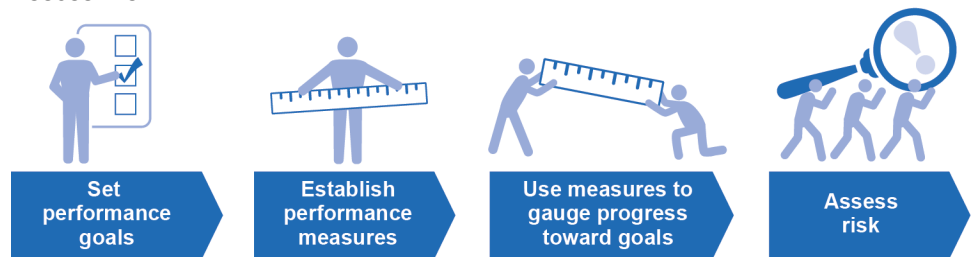 Set
performance
goals
Establish
performance
measures
Use measures to
gauge progress
toward goals
Assess
risk